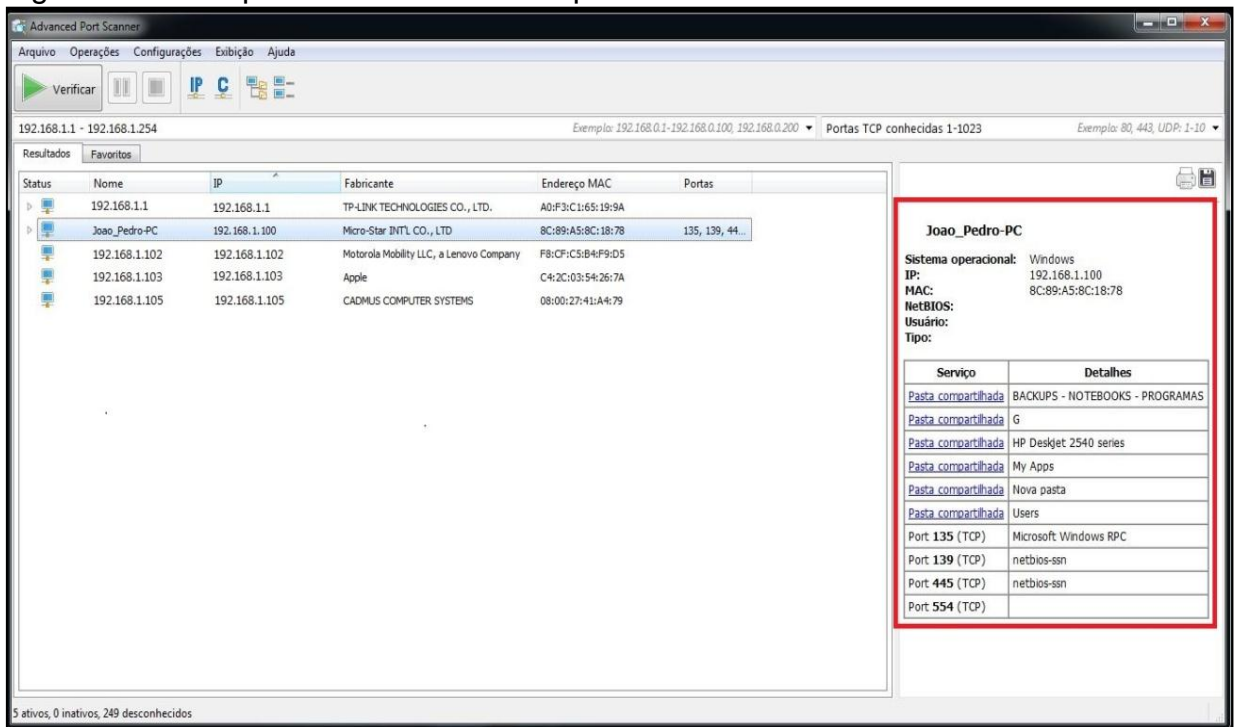 Advanced Port Scanner
Arquivo Operações Configurações Exibição Ajuda
Verificar IP C
192.168.1.1 - 192.168.1.254 Exemplo: 192.168.0.1-192.168.0.100, 192.168.0.200 Portas TCP conhecidas 1-1023 Exemplo: 80, 443, UDP: 1-10
Resultados Favoritos
Status Nome IP Fabricante Endereço MAC Portas
192.168.1.1 192.168.1.1 TP-LINK TECHNOLOGIES CO., LTD. A0:F3:C1:65:19:9A
Joao_Pedro-PC 192.168.1.100 Micro-Star INT'L CO., LTD 8C:89:A5:8C:18:78 135, 139, 44...
192.168.1.102 192.168.1.102 Motorola Mobility LLC, a Lenovo Company F8:CF:C5:B4:F9:D5
192.168.1.103 192.168.1.103 Apple C4:2C:03:54:26:7A
192.168.1.105 192.168.1.105 CADMUS COMPUTER SYSTEMS 08:00:27:41:A4:79
Joao_Pedro-PC
Sistema operacional: Windows
IP: 192.168.1.100
MAC: 8C:89:A5:8C:18:78
NetBIOS:
Usuário:
Tipo:
Serviço Detalhes
Pasta compartilhada BACKUPS - NOTEBOOKS - PROGRAMAS
Pasta compartilhada G
Pasta compartilhada HP Deskjet 2540 series
Pasta compartilhada My Apps
Pasta compartilhada Nova pasta
Pasta compartilhada Users
Port 135 (TCP) Microsoft Windows RPC
Port 139 (TCP) netbios-ssn
Port 445 (TCP) netbios-ssn
Port 554 (TCP)
5 ativos, 0 inativos, 249 desconhecidos